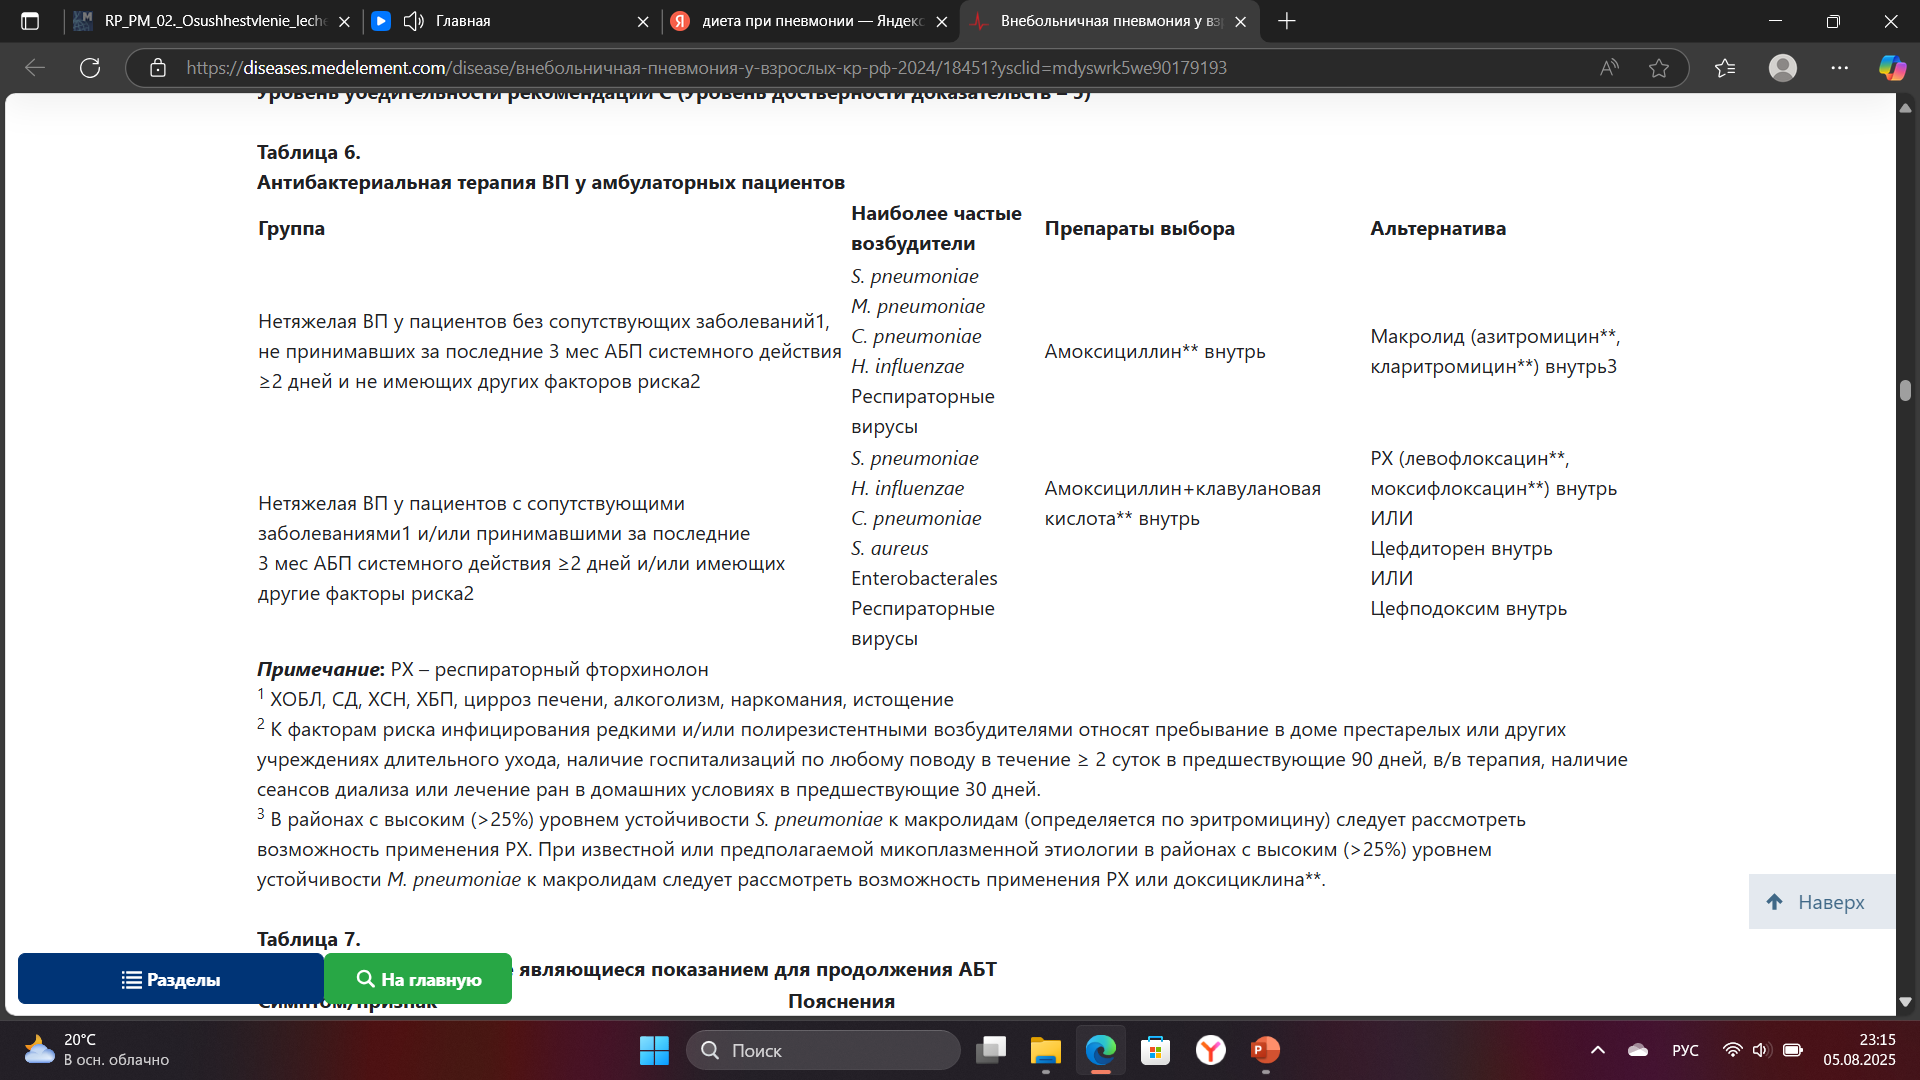 RP_PM_02._Osushhestvlenie_leche
Главная
диета при пневмонии — Яндекс
Внебольничная пневмония у взр
https://diseases.medelement.com/disease/внебольничная-пневмония-у-взрослых-кр-рф-2024/18451?ysclid=mdyswrk5we90179193
Уровень убедительности рекомендаций С (Уровень достверности доказательств – 5)
Таблица 6.
Антибактериальная терапия ВП у амбулаторных пациентов
Группа
Наиболее частые
возбудители
Препараты выбора
Альтернатива
Нетяжелая ВП у пациентов без сопутствующих заболеваний1,
не принимавших за последние 3 мес АБП системного действия
≥2 дней и не имеющих других факторов риска2
S. pneumoniae
M. pneumoniae
C. pneumoniae
H. influenzae
Респираторные
вирусы
Амоксициллин** внутрь
Макролид (азитромицин**,
кларитромицин**) внутрь3
Нетяжелая ВП у пациентов с сопутствующими
заболеваниями1 и/или принимавшими за последние
3 мес АБП системного действия ≥2 дней и/или имеющих
другие факторы риска2
S. pneumoniae
H. influenzae
C. pneumoniae
S. aureus
Enterobacterales
Респираторные
вирусы
Амоксициллин+клавулановая
кислота** внутрь
РХ (левофлоксацин**,
моксифлоксацин**) внутрь
ИЛИ
Цефдиторен внутрь
ИЛИ
Цефподоксим внутрь
Примечание: РХ – респираторный фторхинолон
1 ХОБЛ, СД, ХСН, ХБП, цирроз печени, алкоголизм, наркомания, истощение
2 К факторам риска инфицирования редкими и/или полирезистентными возбудителями относят пребывание в доме престарелых или других
учреждениях длительного ухода, наличие госпитализаций по любому поводу в течение ≥ 2 суток в предшествующие 90 дней, в/в терапия, наличие
сеансов диализа или лечение ран в домашних условиях в предшествующие 30 дней.
3 В районах с высоким (>25%) уровнем устойчивости S. pneumoniae к макролидам (определяется по эритромицину) следует рассмотреть
возможность применения РХ. При известной или предполагаемой микоплазменной этиологии в районах с высоким (>25%) уровнем
устойчивости M. pneumoniae к макролидам следует рассмотреть возможность применения РХ или доксициклина**.
Наверх
Таблица 7.
являющиеся показанием для продолжения АБТ
Разделы
На главную
Симптом/признак
Пояснения
20°C
В осн. облачно
Поиск
РУС
23:15
05.08.2025